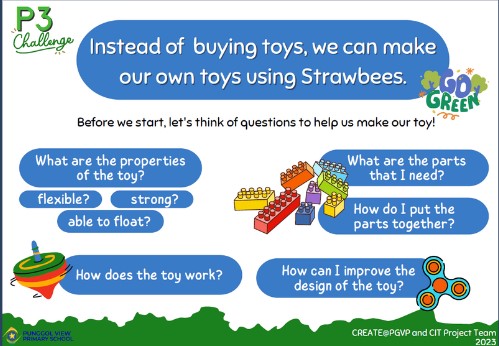 P3
Challenge
Instead of buying toys, we can make
our own toys using Strawbees.
GO
GREEN
Before we start, let's think of questions to help us make our toy!
What are the properties
of the toy?
flexible?
strong?
able to float?
What are the parts
that I need?
How do I put the
parts together?
How does the toy work?
How can I improve the
design of the toy?
PUNGGOL VIEW
PRIMARY SCHOOL
CREATE@PGVP and CIT Project Team
2023